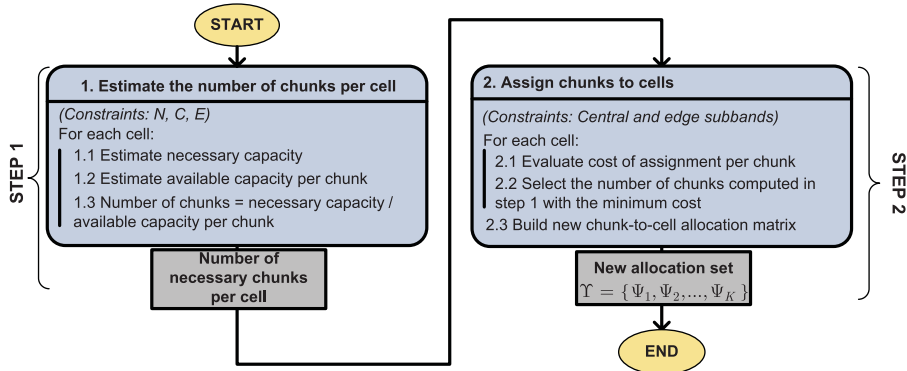 START
STEP 1
1. Estimate the number of chunks per cell
(Constraints: N, C, E)
For each cell:
1.1 Estimate necessary capacity
1.2 Estimate available capacity per chunk
1.3 Number of chunks = necessary capacity /
available capacity per chunk
Number of
necessary chunks
per cell
2. Assign chunks to cells
(Constraints: Central and edge subbands)
For each cell:
2.1 Evaluate cost of assignment per chunk
2.2 Select the number of chunks computed in
step 1 with the minimum cost
2.3 Build new chunk-to-cell allocation matrix
STEP 2
New allocation set
ϒ = { Ψ₁, Ψ₂, ..., Ψ_K }
END